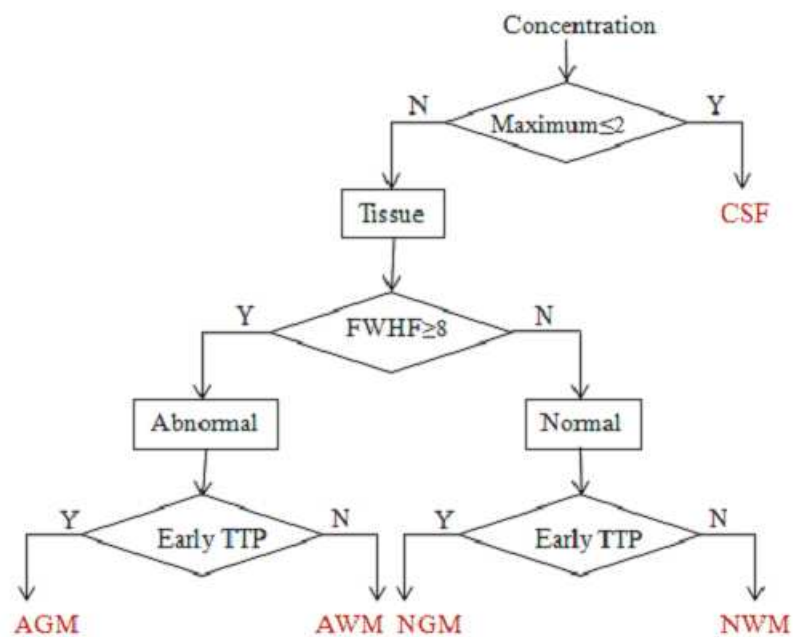 Concentration
N
Maximum≤2
Y
Tissue
CSF
Y
FWHF≥8
N
Abnormal
Normal
Y
Early TTP
N
Y
Early TTP
N
AGM
AWM
NGM
NWM